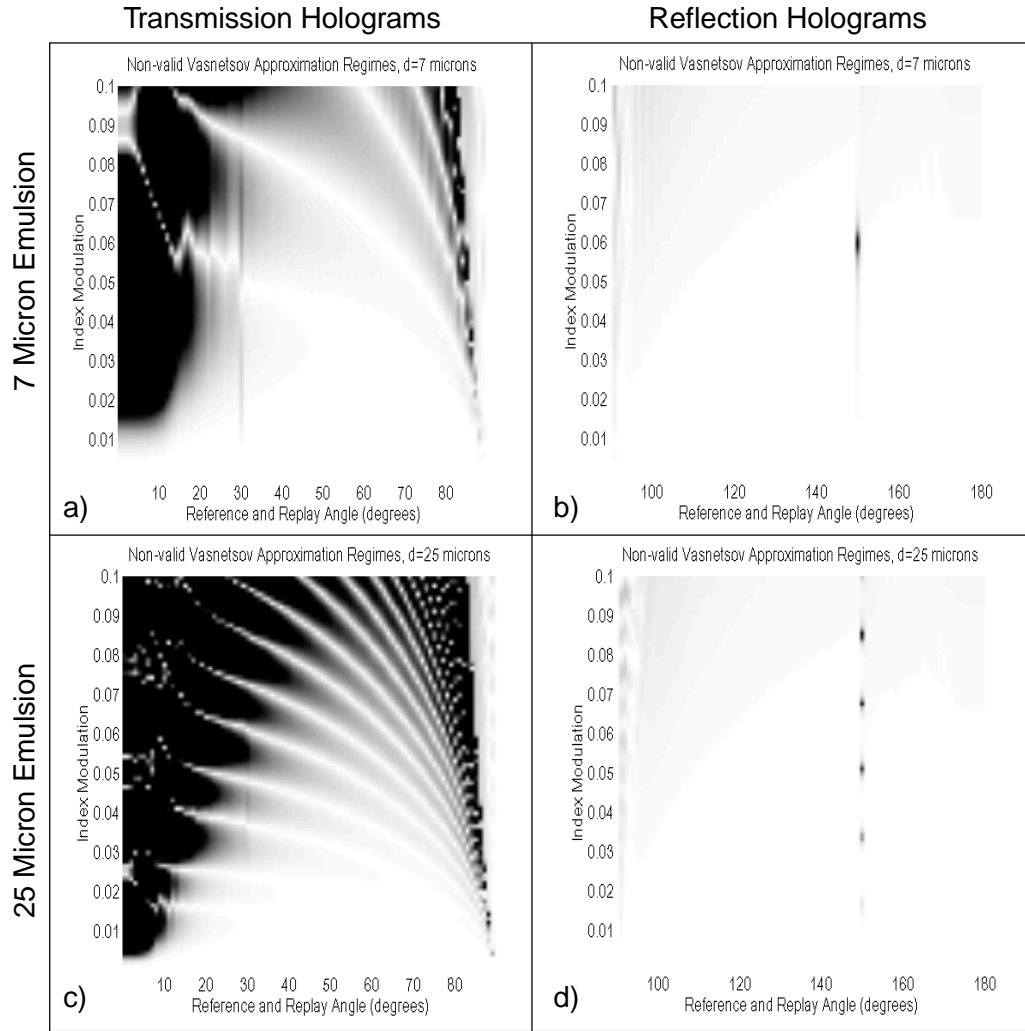 Transmission Holograms
Reflection Holograms
7 Micron Emulsion
25 Micron Emulsion
Non-valid Vasnetsov Approximation Regimes, d=7 microns
0.1
0.09
0.08
0.07
0.06
0.05
0.04
0.03
0.02
0.01
Index Modulation
10 20 30 40 50 60 70 80
Reference and Replay Angle (degrees)
a)
Non-valid Vasnetsov Approximation Regimes, d=7 microns
0.1
0.09
0.08
0.07
0.06
0.05
0.04
0.03
0.02
0.01
Index Modulation
100 120 140 160 180
Reference and Replay Angle (degrees)
b)
Non-valid Vasnetsov Approximation Regimes, d=25 microns
0.1
0.09
0.08
0.07
0.06
0.05
0.04
0.03
0.02
0.01
Index Modulation
10 20 30 40 50 60 70 80
Reference and Replay Angle (degrees)
c)
Non-valid Vasnetsov Approximation Regimes, d=25 microns
0.1
0.09
0.08
0.07
0.06
0.05
0.04
0.03
0.02
0.01
Index Modulation
100 120 140 160 180
Reference and Replay Angle (degrees)
d)